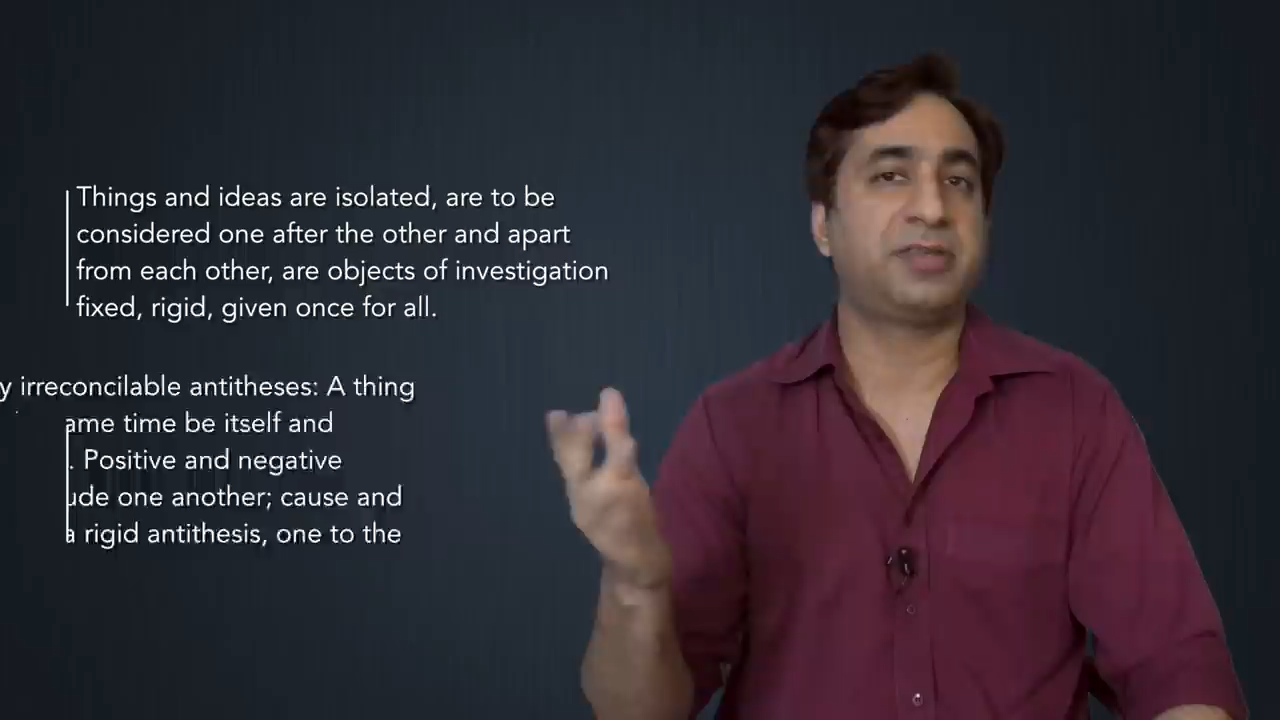 Things and ideas are isolated, are to be
considered one after the other and apart
from each other, are objects of investigation
fixed, rigid, given once for all.
y irreconcilable antitheses: A thing
ame time be itself and
. Positive and negative
ude one another; cause and
a rigid antithesis, one to the